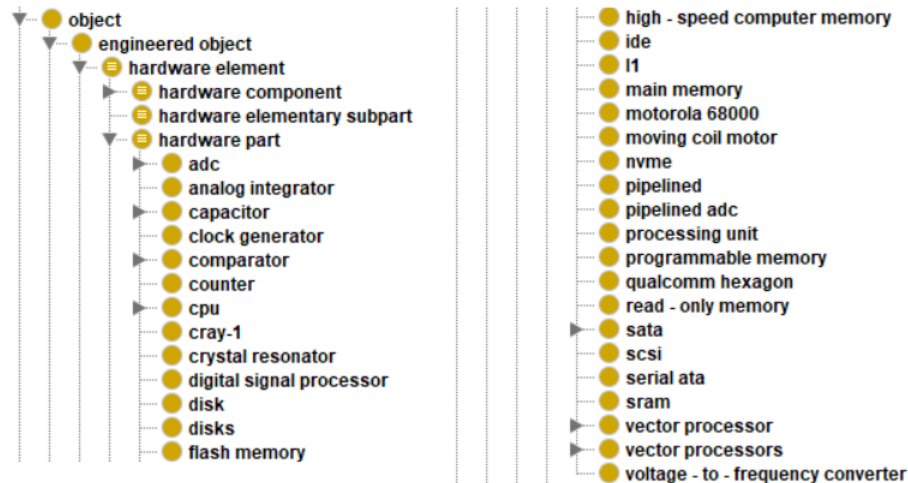 object
engineered object
hardware element
hardware component
hardware elementary subpart
hardware part
adc
analog integrator
capacitor
clock generator
comparator
counter
cpu
cray-1
crystal resonator
digital signal processor
disk
disks
flash memory
high - speed computer memory
ide
l1
main memory
motorola 68000
moving coil motor
nvme
pipelined
pipelined adc
processing unit
programmable memory
qualcomm hexagon
read - only memory
sata
scsi
serial ata
sram
vector processor
vector processors
voltage - to - frequency converter